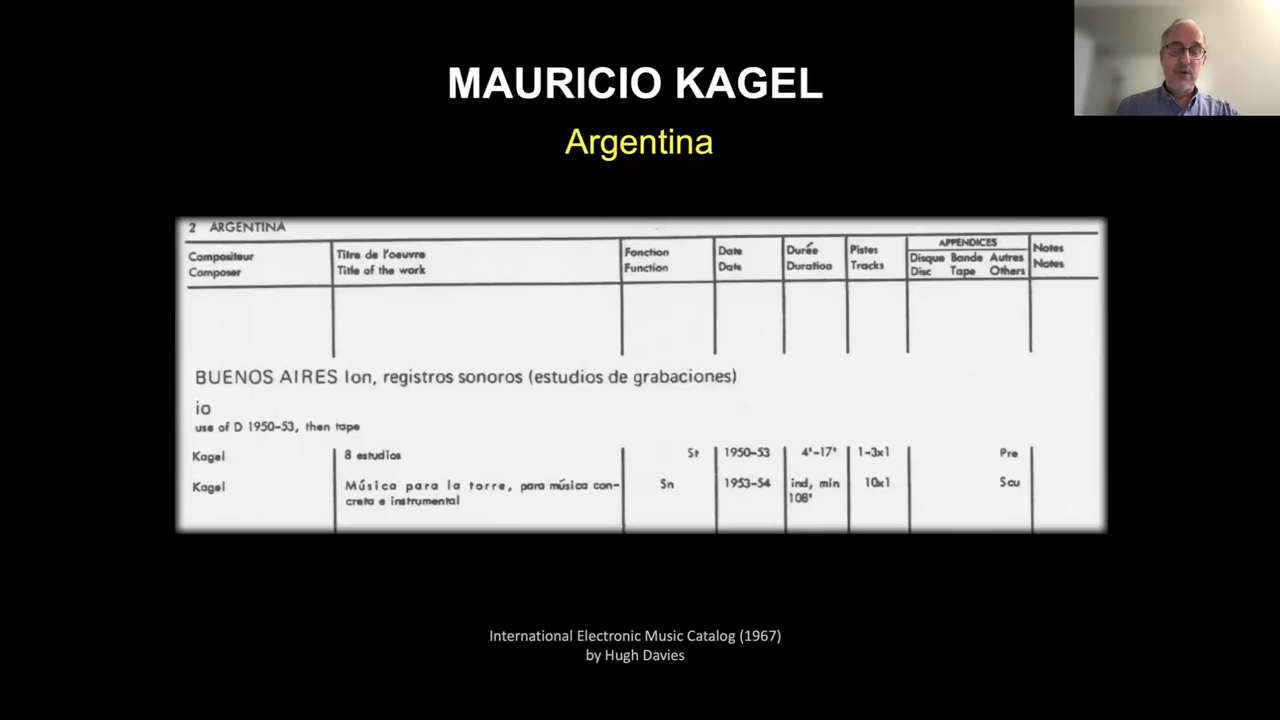 MAURICIO KAGEL
Argentina
2 ARGENTINA
Compositeur
Composer
Titre de l'oeuvre
Title of the work
Fonction
Function
Date
Date
Durée
Duration
Pistes
Tracks
APPENDICES
Disque Bande Autres
Disc Tape Others
Notes
Notes
BUENOS AIRES Ion, registros sonoros (estudios de grabaciones)
io
use of D 1950-53, then tape
Kagel 8 estudios St 1950-53 4'-17' 1-3x1 Pre
Kagel Música para la torre, para música con- Sn 1953-54 ind, min 10x1 Scu
creta e instrumental 108'
International Electronic Music Catalog (1967)
by Hugh Davies